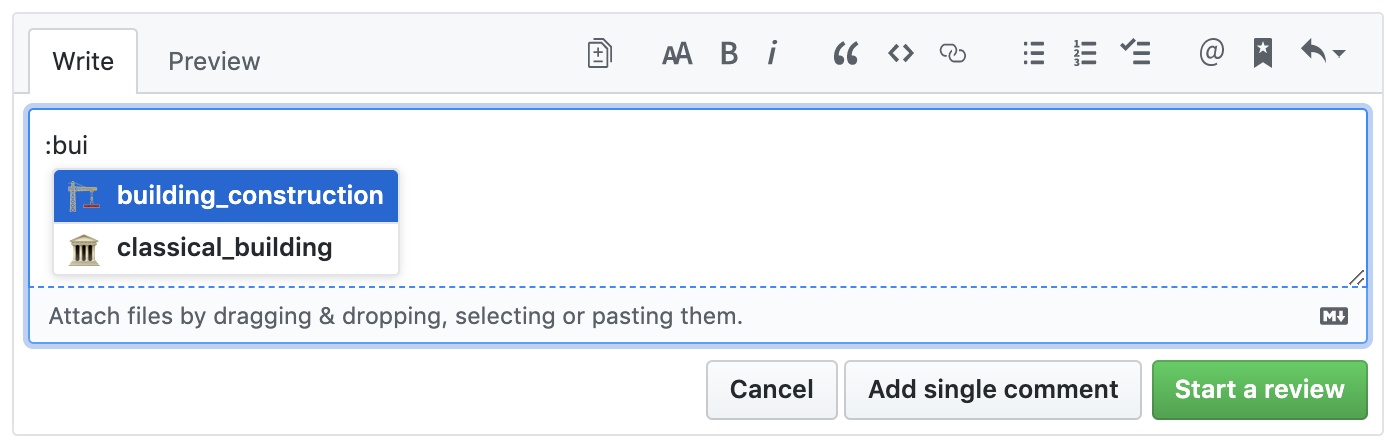 Write Preview AA B i @
:bui
building_construction
classical_building
Attach files by dragging & dropping, selecting or pasting them. M↓
Cancel Add single comment Start a review